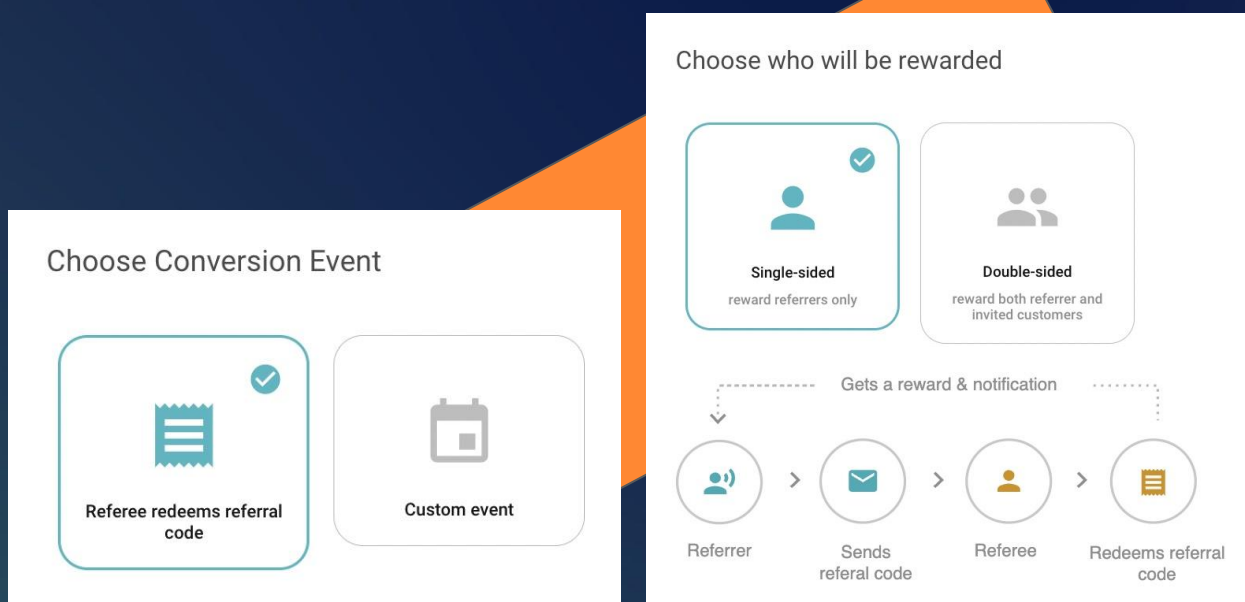 Choose Conversion Event
Referee redeems referral
code
Custom event
Choose who will be rewarded
Single-sided
reward referrers only
Double-sided
reward both referrer and
invited customers
Gets a reward & notification
Referrer
Sends
referal code
Referee
Redeems referral
code